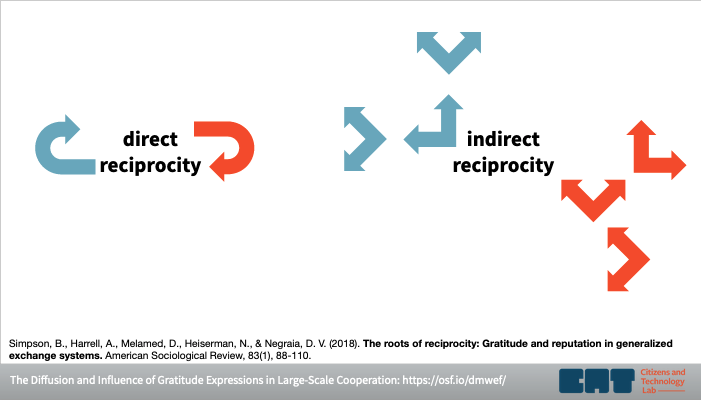 direct
reciprocity
indirect
reciprocity
Simpson, B., Harrell, A., Melamed, D., Heiserman, N., & Negraia, D. V. (2018). The roots of reciprocity: Gratitude and reputation in generalized
exchange systems. American Sociological Review, 83(1), 88-110.
The Diffusion and Influence of Gratitude Expressions in Large-Scale Cooperation: https://osf.io/dmwef/
CAT
Citizens and
Technology
Lab